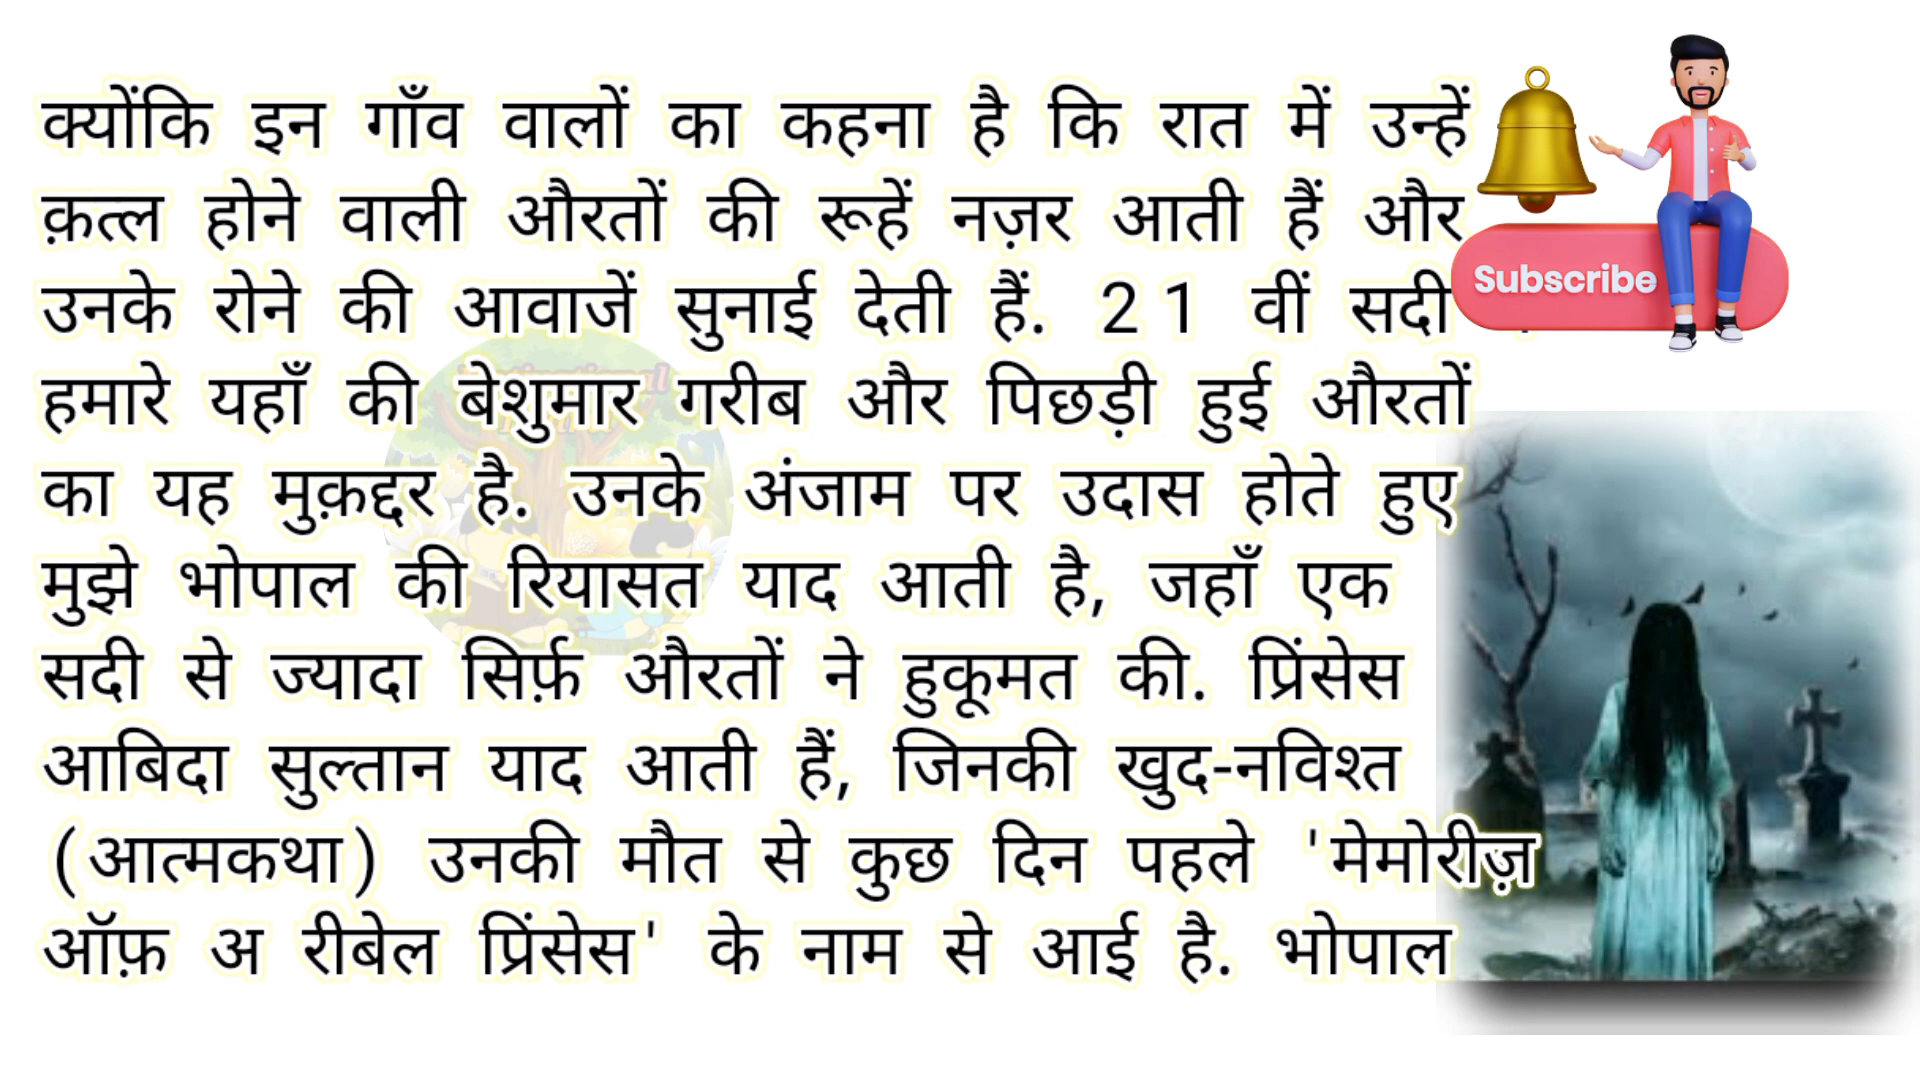 क्योंकि इन गाँव वालों का कहना है कि रात में उन्हें
क़त्ल होने वाली औरतों की रूहें नज़र आती हैं और
उनके रोने की आवाजें सुनाई देती हैं. 21 वीं सदी
हमारे यहाँ की बेशुमार गरीब और पिछड़ी हुई औरतों
का यह मुक़द्दर है. उनके अंजाम पर उदास होते हुए
मुझे भोपाल की रियासत याद आती है, जहाँ एक
सदी से ज्यादा सिर्फ़ औरतों ने हुकूमत की. प्रिंसेस
आबिदा सुल्तान याद आती हैं, जिनकी खुद-नविश्त
(आत्मकथा) उनकी मौत से कुछ दिन पहले 'मेमोरीज़
ऑफ़ अ रीबेल प्रिंसेस' के नाम से आई है. भोपाल
Subscribe